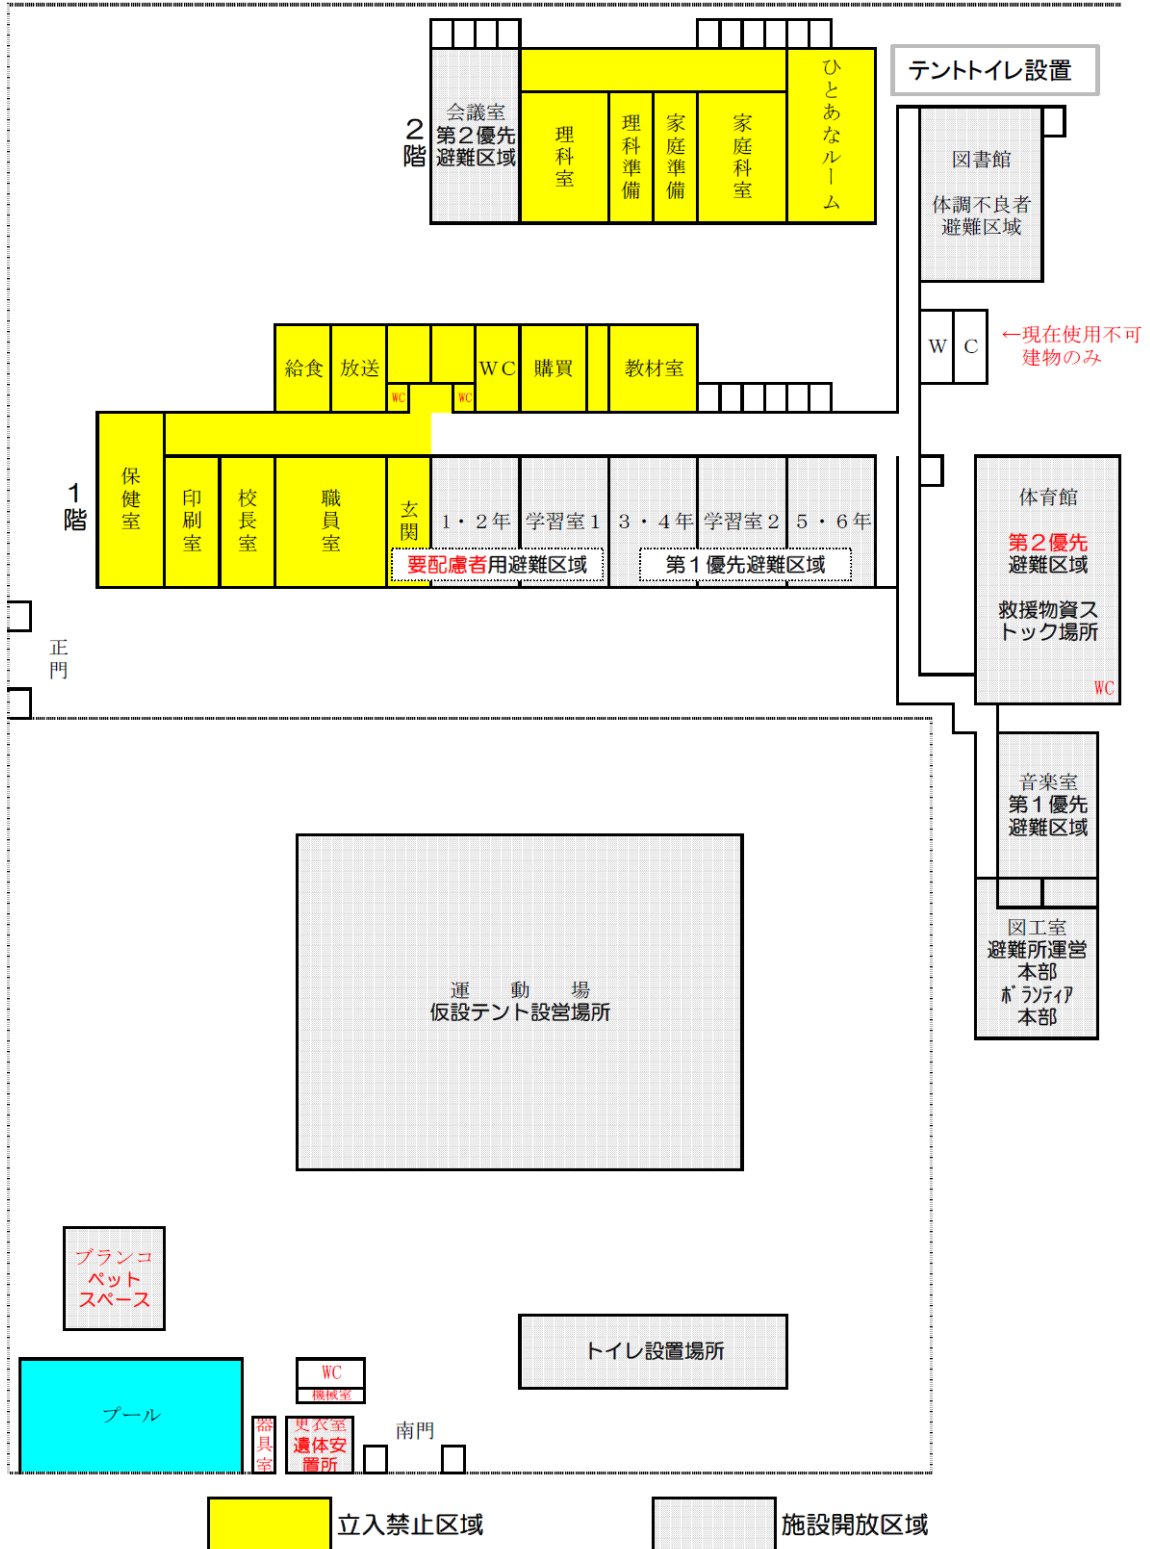 テントトイレ設置
2階
会議室
第2優先
避難区域
理科室
理科準備
家庭準備
家庭科室
ひとあなルーム
図書館
体調不良者
避難区域
W C
←現在使用不可
建物のみ
給食
放送
WC
WC
WC
購買
教材室
1階
保健室
印刷室
校長室
職員室
玄関
1・2年
学習室1
3・4年
学習室2
5・6年
要配慮者用避難区域
第1優先避難区域
体育館
第2優先
避難区域
救援物資ス
トック場所
WC
正門
音楽室
第1優先
避難区域
図工室
避難所運営
本部
ボランティア
本部
運動場
仮設テント設営場所
ブランコ
ペット
スペース
トイレ設置場所
プール
WC
機械室
器具室
更衣室
遺体安
置所
南門
立入禁止区域
施設開放区域